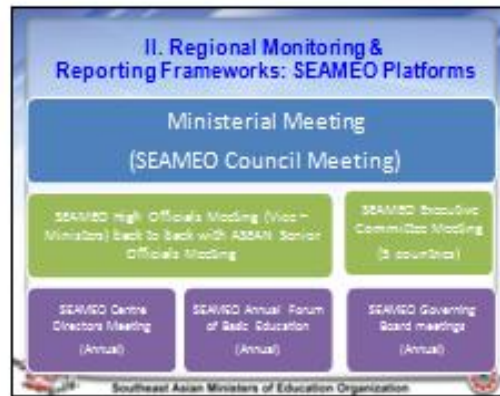 II. Regional Monitoring &
Reporting Frameworks: SEAMEO Platforms
Ministerial Meeting
(SEAMEO Council Meeting)
SEAMEO High Officials Meeting (Vice –
Ministers) back to back with ASEAN Senior
Officials Meeting
SEAMEO Executive
Committee Meeting
(5 countries)
SEAMEO Centre
Directors Meeting
(Annual)
SEAMEO Annual Forum
of Basic Education
(Annual)
SEAMEO Governing
Board meetings
(Annual)
Southeast Asian Ministers of Education Organization